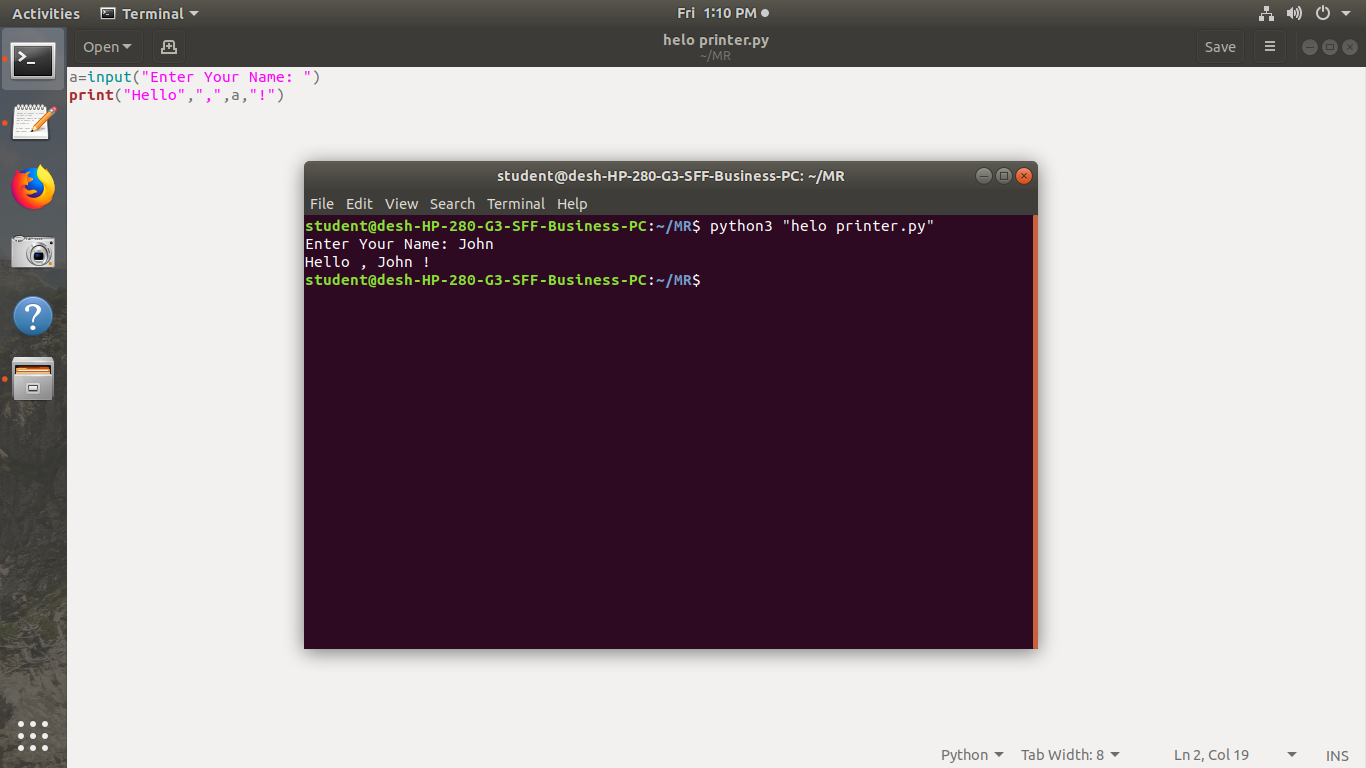 Activities Terminal Fri 1:10 PM
Open helo printer.py Save
~/MR
a=input("Enter Your Name: ")
print("Hello",",",a,"!")
student@desh-HP-280-G3-SFF-Business-PC: ~/MR
File Edit View Search Terminal Help
student@desh-HP-280-G3-SFF-Business-PC:~/MR$ python3 "helo printer.py"
Enter Your Name: John
Hello , John !
student@desh-HP-280-G3-SFF-Business-PC:~/MR$
Python Tab Width: 8 Ln 2, Col 19 INS